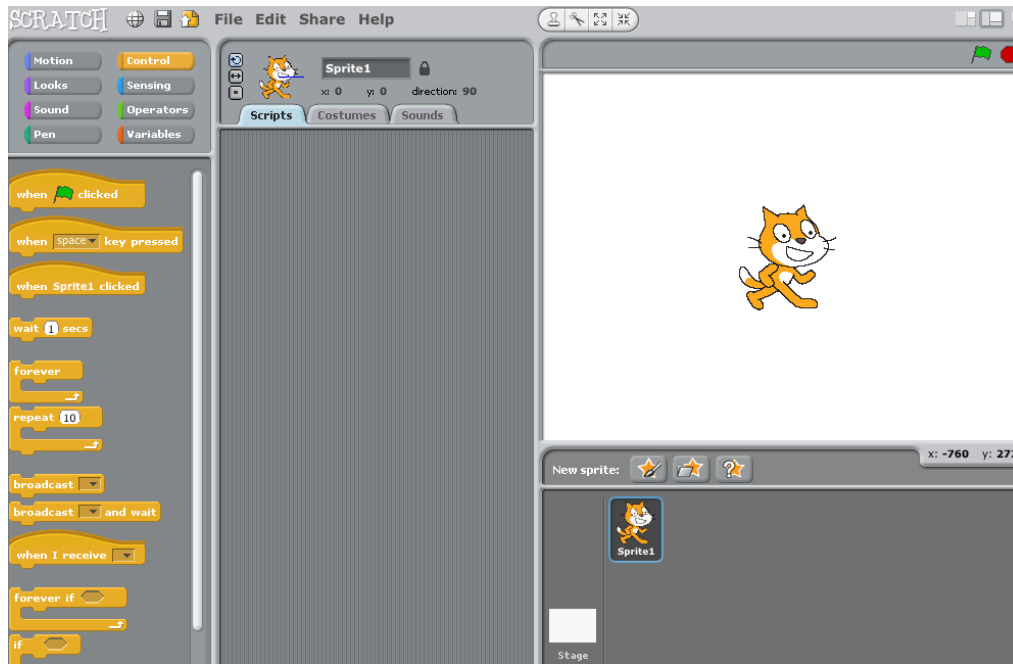 SCRATCH File Edit Share Help
Motion Control
Looks Sensing
Sound Operators
Pen Variables
when clicked
when space key pressed
when Sprite1 clicked
wait 1 secs
forever
repeat 10
broadcast
broadcast and wait
when I receive
forever if
if
Sprite1
x: 0 y: 0 direction: 90
Scripts Costumes Sounds
x: -760 y:
New sprite:
Sprite1
Stage